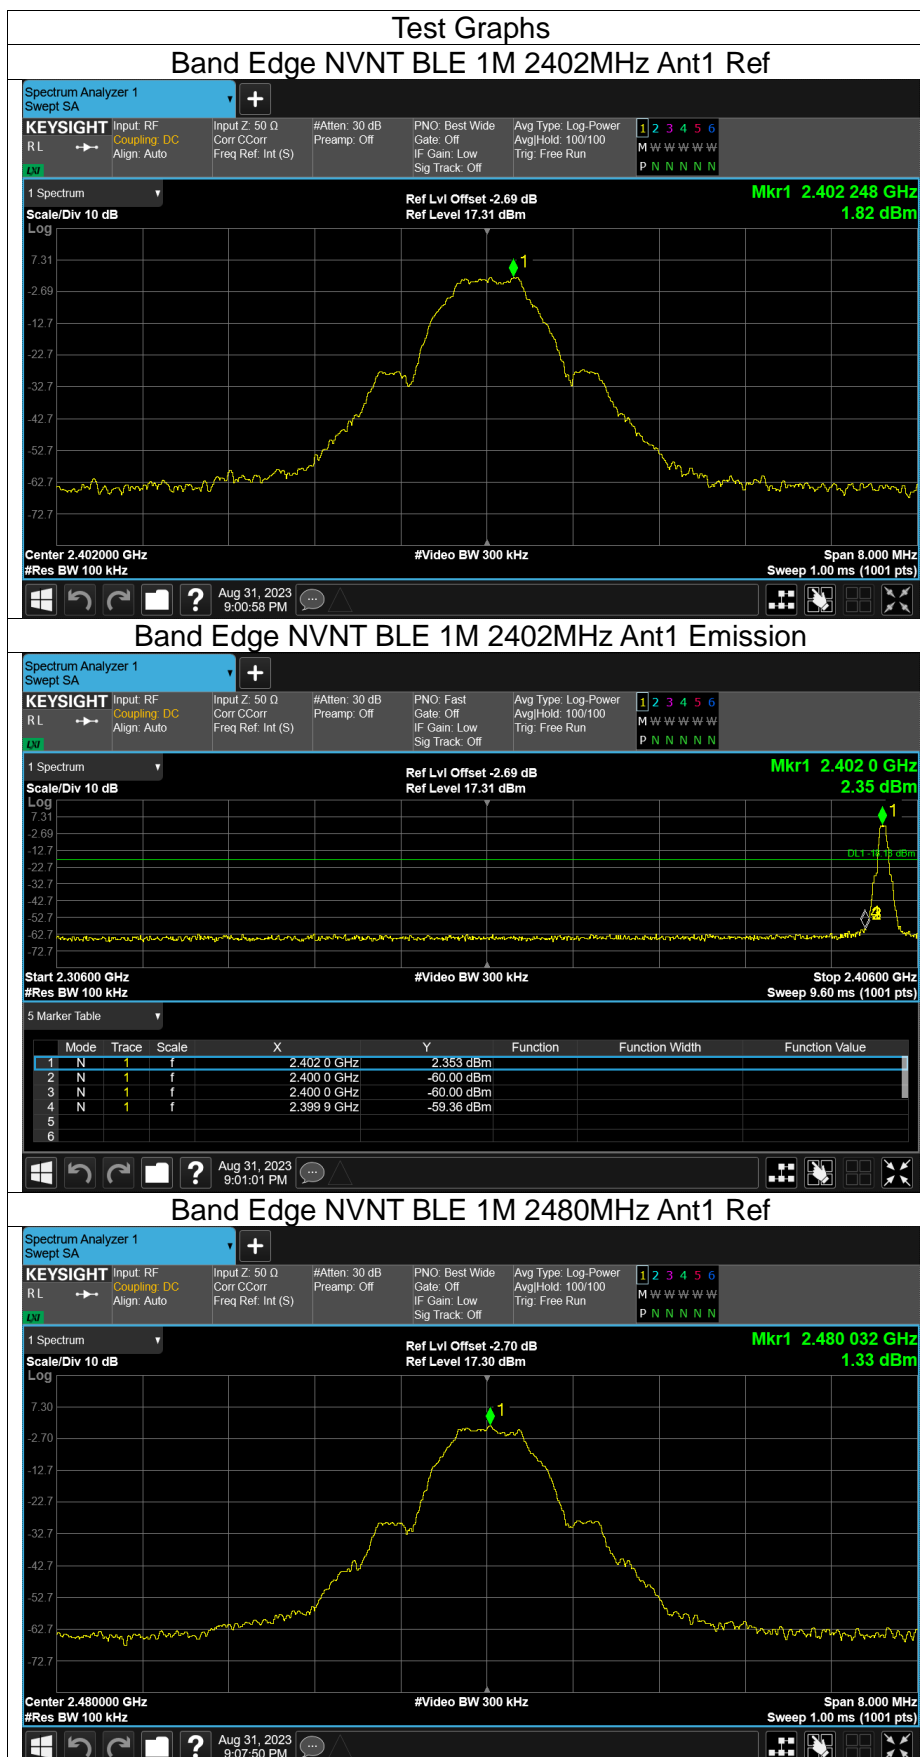 Test Graphs
Band Edge NVNT BLE 1M 2402MHz Ant1 Ref
Spectrum Analyzer 1
Swept SA
KEYSIGHT Input: RF Input Z: 50 Ω #Atten: 30 dB PNO: Best Wide Avg Type: Log-Power 1 2 3 4 5 6
RL Coupling: DC Corr CCorr Preamp: Off Gate: Off Avg|Hold: 100/100 M W W W W W
Align: Auto Freq Ref: Int (S) IF Gain: Low Trig: Free Run
LXI Sig Track: Off P N N N N N
1 Spectrum Ref Lvl Offset -2.69 dB Mkr1 2.402 248 GHz
Scale/Div 10 dB Ref Level 17.31 dBm 1.82 dBm
Log
1
7.31
-2.69
-12.7
-22.7
-32.7
-42.7
-52.7
-62.7
-72.7
Center 2.402000 GHz #Video BW 300 kHz Span 8.000 MHz
#Res BW 100 kHz Sweep 1.00 ms (1001 pts)
? Aug 31, 2023
9:00:58 PM
Band Edge NVNT BLE 1M 2402MHz Ant1 Emission
Spectrum Analyzer 1
Swept SA
KEYSIGHT Input: RF Input Z: 50 Ω #Atten: 30 dB PNO: Fast Avg Type: Log-Power 1 2 3 4 5 6
RL Coupling: DC Corr CCorr Preamp: Off Gate: Off Avg|Hold: 100/100 M W W W W W
Align: Auto Freq Ref: Int (S) IF Gain: Low Trig: Free Run
LXI Sig Track: Off P N N N N N
1 Spectrum Ref Lvl Offset -2.69 dB Mkr1 2.402 0 GHz
Scale/Div 10 dB Ref Level 17.31 dBm 2.35 dBm
Log
1
7.31
-2.69
-12.7
DL1 -18.18 dBm
-22.7
-32.7
-42.7
-52.7
-62.7
-72.7
Start 2.30600 GHz #Video BW 300 kHz Stop 2.40600 GHz
#Res BW 100 kHz Sweep 9.60 ms (1001 pts)
5 Marker Table
Mode Trace Scale X Y Function Function Width Function Value
1 N 1 f 2.402 0 GHz 2.353 dBm
2 N 1 f 2.400 0 GHz -60.00 dBm
3 N 1 f 2.400 0 GHz -60.00 dBm
4 N 1 f 2.399 9 GHz -59.36 dBm
5
6
? Aug 31, 2023
9:01:01 PM
Band Edge NVNT BLE 1M 2480MHz Ant1 Ref
Spectrum Analyzer 1
Swept SA
KEYSIGHT Input: RF Input Z: 50 Ω #Atten: 30 dB PNO: Best Wide Avg Type: Log-Power 1 2 3 4 5 6
RL Coupling: DC Corr CCorr Preamp: Off Gate: Off Avg|Hold: 100/100 M W W W W W
Align: Auto Freq Ref: Int (S) IF Gain: Low Trig: Free Run
LXI Sig Track: Off P N N N N N
1 Spectrum Ref Lvl Offset -2.70 dB Mkr1 2.480 032 GHz
Scale/Div 10 dB Ref Level 17.30 dBm 1.33 dBm
Log
1
7.30
-2.70
-12.7
-22.7
-32.7
-42.7
-52.7
-62.7
-72.7
Center 2.480000 GHz #Video BW 300 kHz Span 8.000 MHz
#Res BW 100 kHz Sweep 1.00 ms (1001 pts)
? Aug 31, 2023
9:07:50 PM